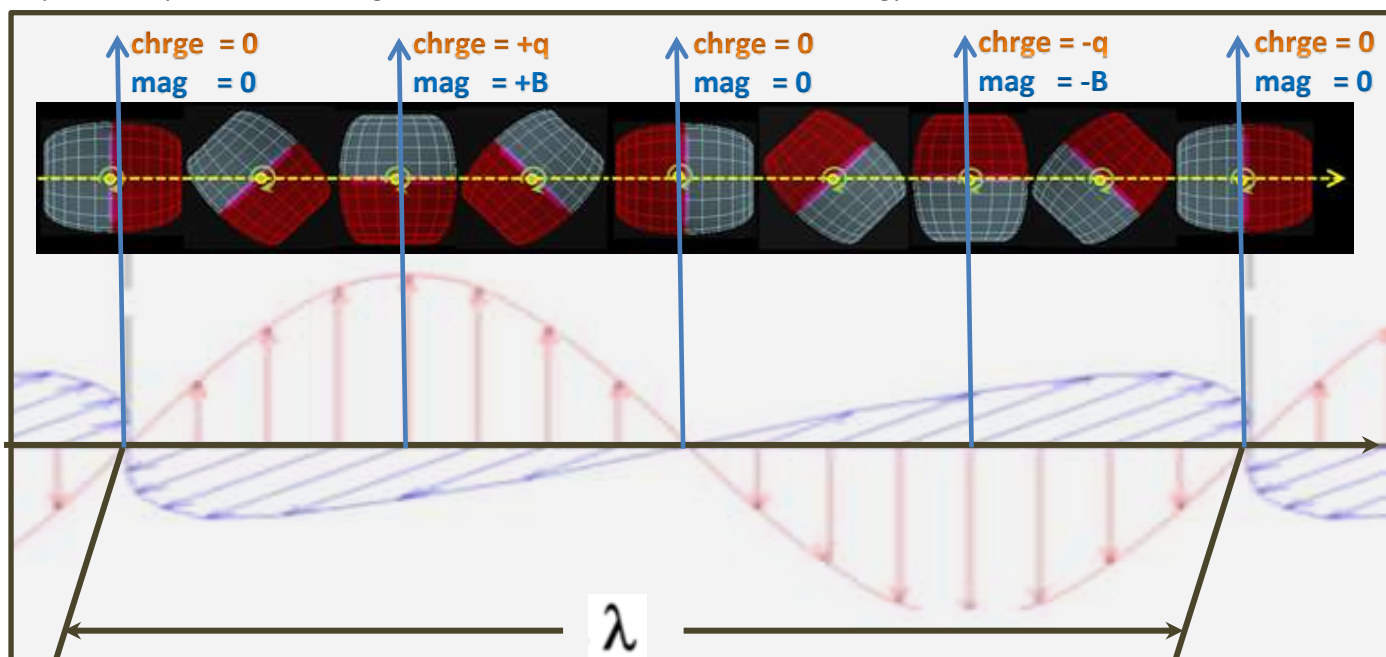 chrge = 0
mag = 0
chrge = +q
mag = +B
chrge = 0
mag = 0
chrge = -q
mag = -B
chrge = 0
mag = 0
λ